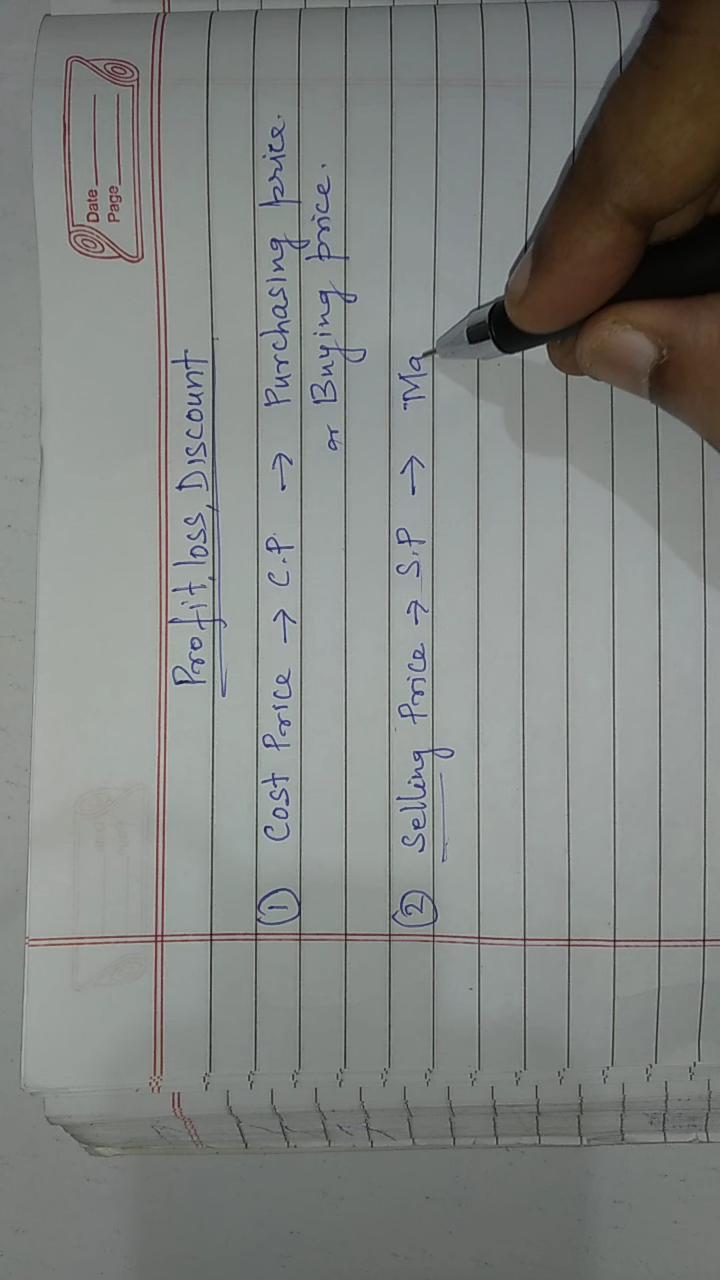 Date
Page
Profit, loss, Discount
(1) Cost Price → C.P. → Purchasing price.
or Buying price.
(2) Selling Price → S.P → Ma